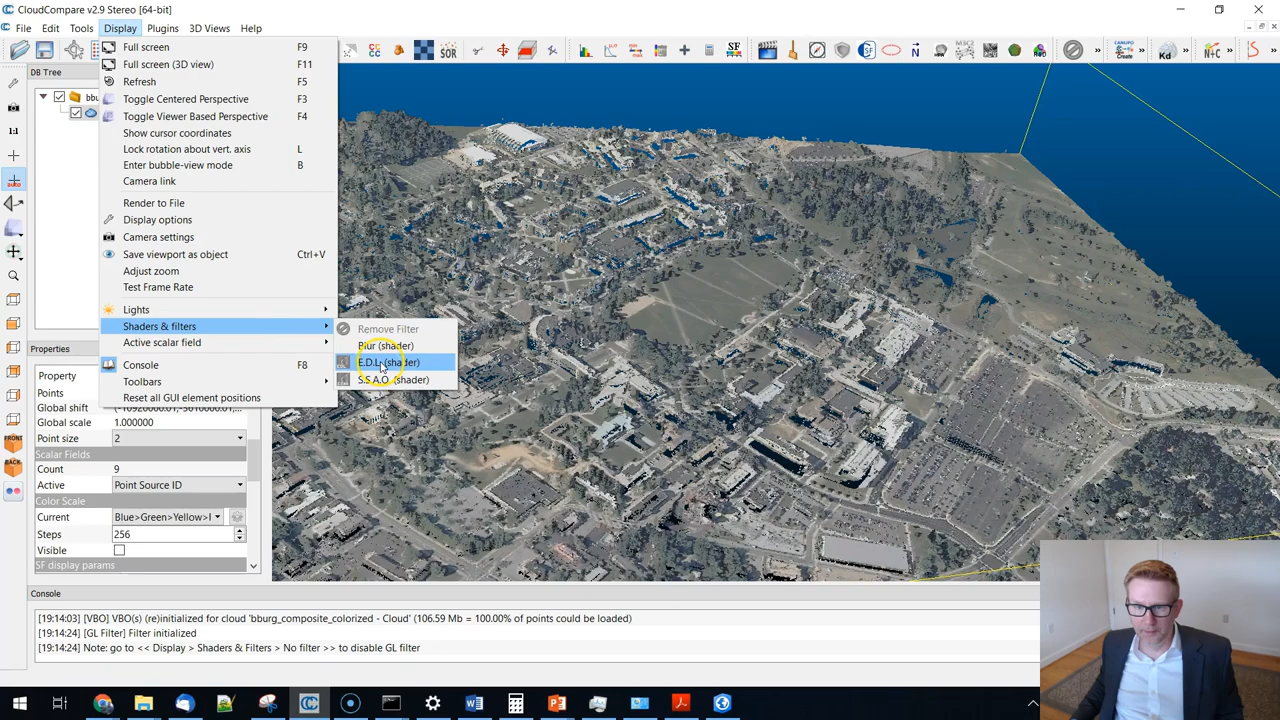 CloudCompare v2.9 Stereo [64-bit]
File Edit Tools Display Plugins 3D Views Help
SOR
SF
Kd
N+C
DB Tree
1:1
auto
FRONT
BACK
Full screen F9
Full screen (3D view) F11
Refresh F5
Toggle Centered Perspective F3
Toggle Viewer Based Perspective F4
Show cursor coordinates
Lock rotation about vert. axis L
Enter bubble-view mode B
Camera link
Render to File
Display options
Camera settings
Save viewport as object Ctrl+V
Adjust zoom
Test Frame Rate
Lights
Shaders & filters
Active scalar field
Console F8
Toolbars
Reset all GUI element positions
Remove Filter
Blur (shader)
E.D.L. (shader)
S.S.A.O. (shader)
Properties
Property
Points
Global shift
Global scale 1.000000
Point size 2
Scalar Fields
Count 9
Active Point Source ID
Color Scale
Current Blue>Green>Yellow>
Steps 256
Visible
SF display params
Console
[19:14:03] [VBO] VBO(s) (re)initialized for cloud 'bburg_composite_colorized - Cloud' (106.59 Mb = 100.00% of points could be loaded)
[19:14:24] [GL Filter] Filter initialized
[19:14:24] Note: go to << Display > Shaders & Filters > No filter >> to disable GL filter